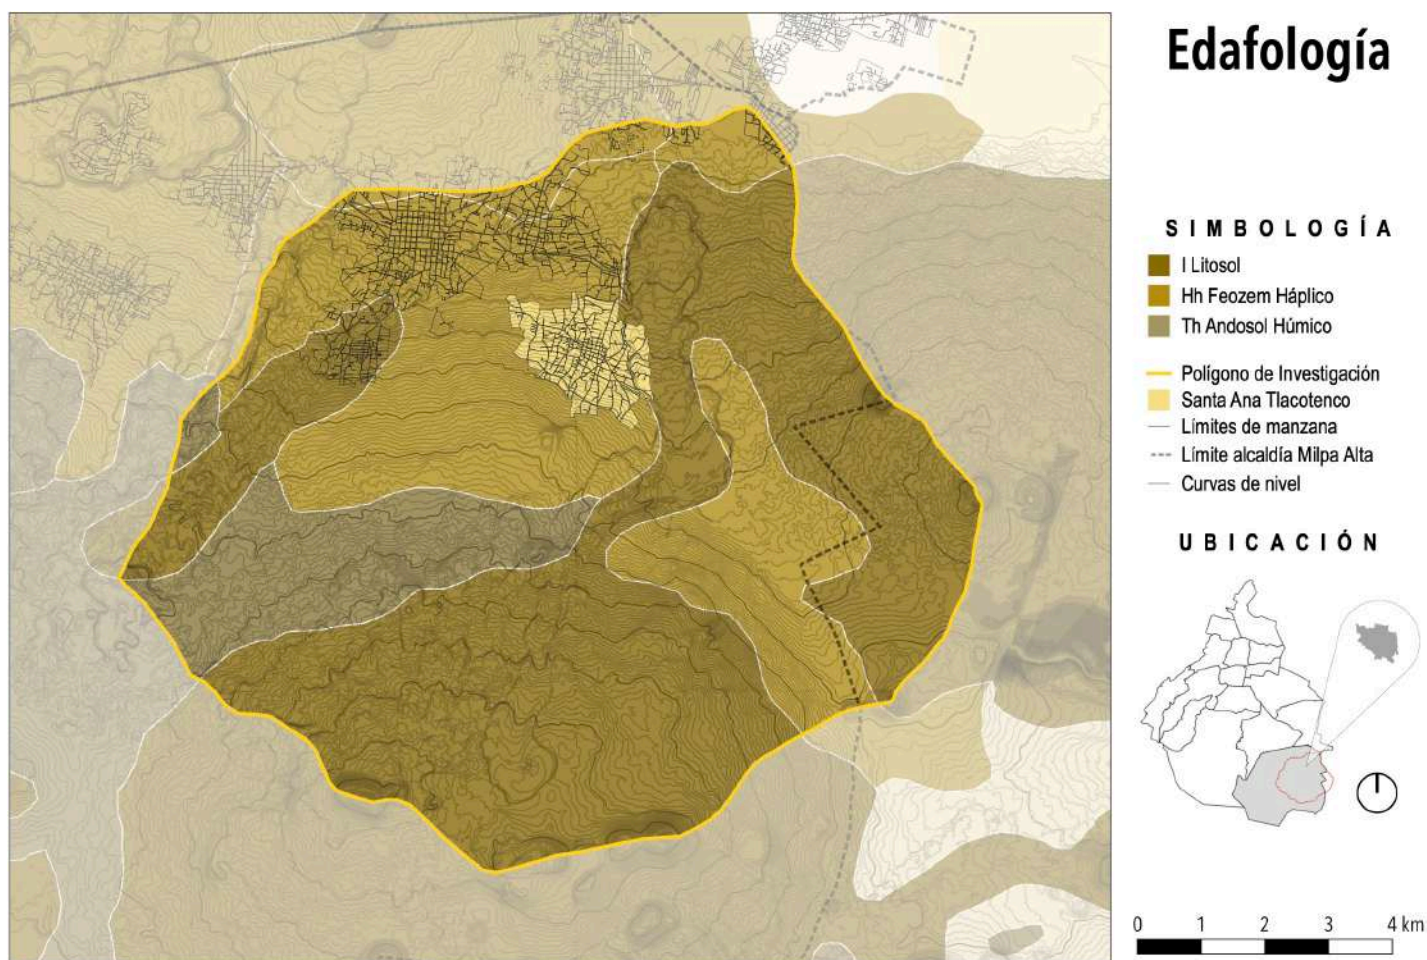 Edafología
SIMBOLOGÍA
I Litosol
Hh Feozem Háplico
Th Andosol Húmico
Polígono de Investigación
Santa Ana Tlacotenco
Límites de manzana
Límite alcaldía Milpa Alta
Curvas de nivel
UBICACIÓN
0 1 2 3 4 km